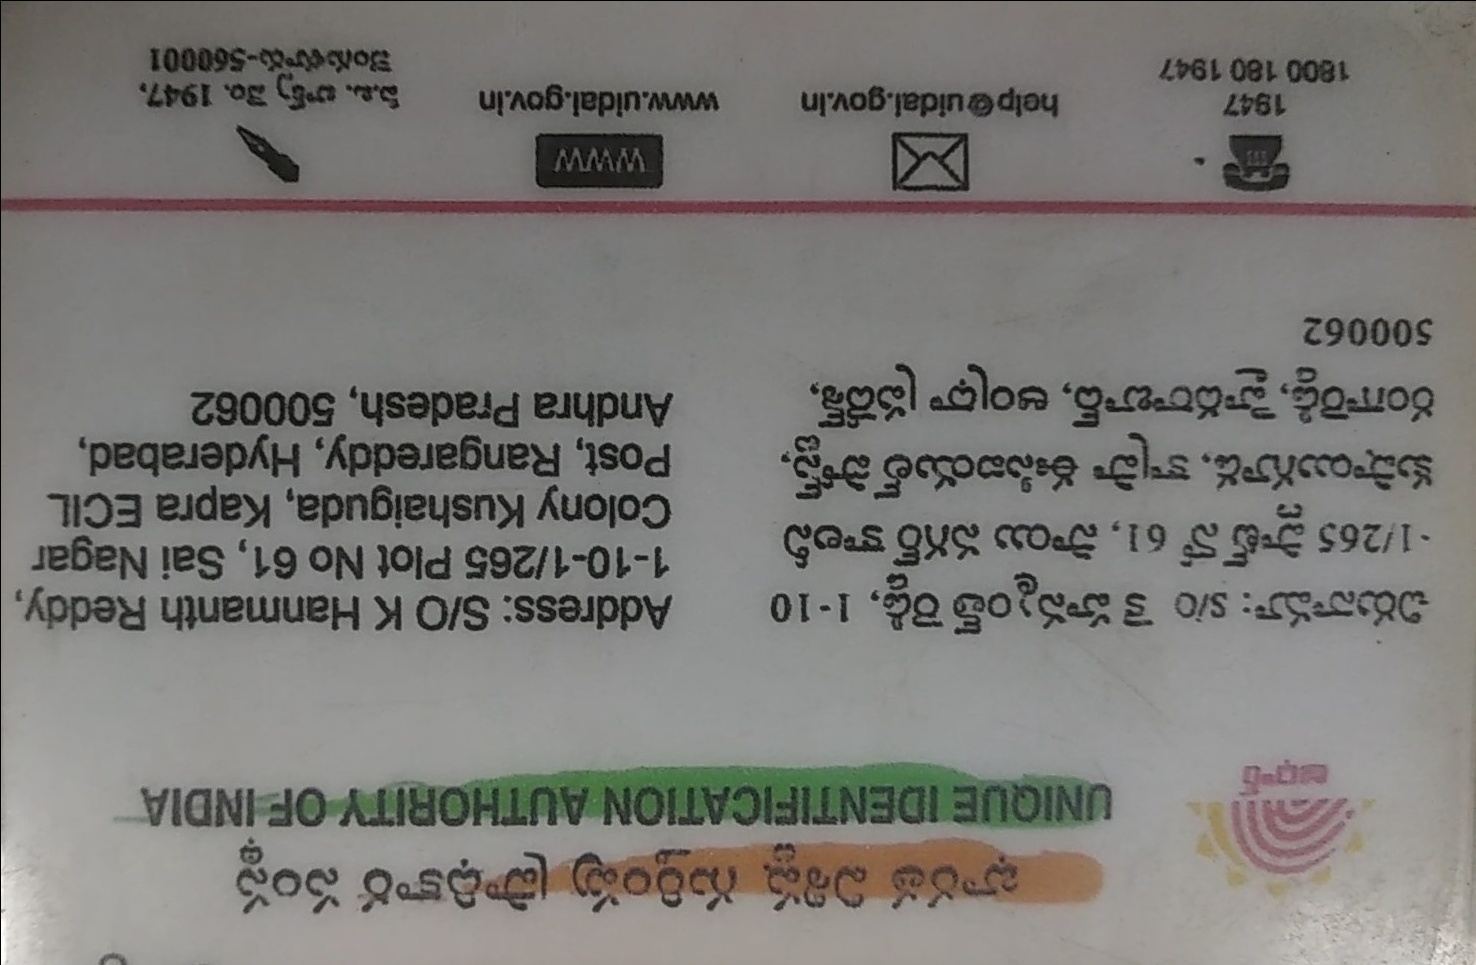 భారత విశిష్ట గుర్తింపు ప్రాధికార సంస్థ
UNIQUE IDENTIFICATION AUTHORITY OF INDIA
ఆధార్
చిరునామా: S/O కె హన్మంత్ రెడ్డి, 1-10
-1/265 ప్లాట్ నో 61, సాయి నగర్ కాలనీ
కుషాయిగూడ, కాప్రా ఈసిఐయల్ పోస్ట్,
రంగారెడ్డి, హైదరాబాద్, ఆంధ్రా ప్రదేశ్,
500062
Address: S/O K Hanmanth Reddy,
1-10-1/265 Plot No 61, Sai Nagar
Colony Kushaiguda, Kapra ECIL
Post, Rangareddy, Hyderabad,
Andhra Pradesh, 500062
1947
1800 180 1947
help@uidai.gov.in
WWW
www.uidai.gov.in
పి.బి. బాక్స్ నెం. 1947,
బెంగుళూరు-560001